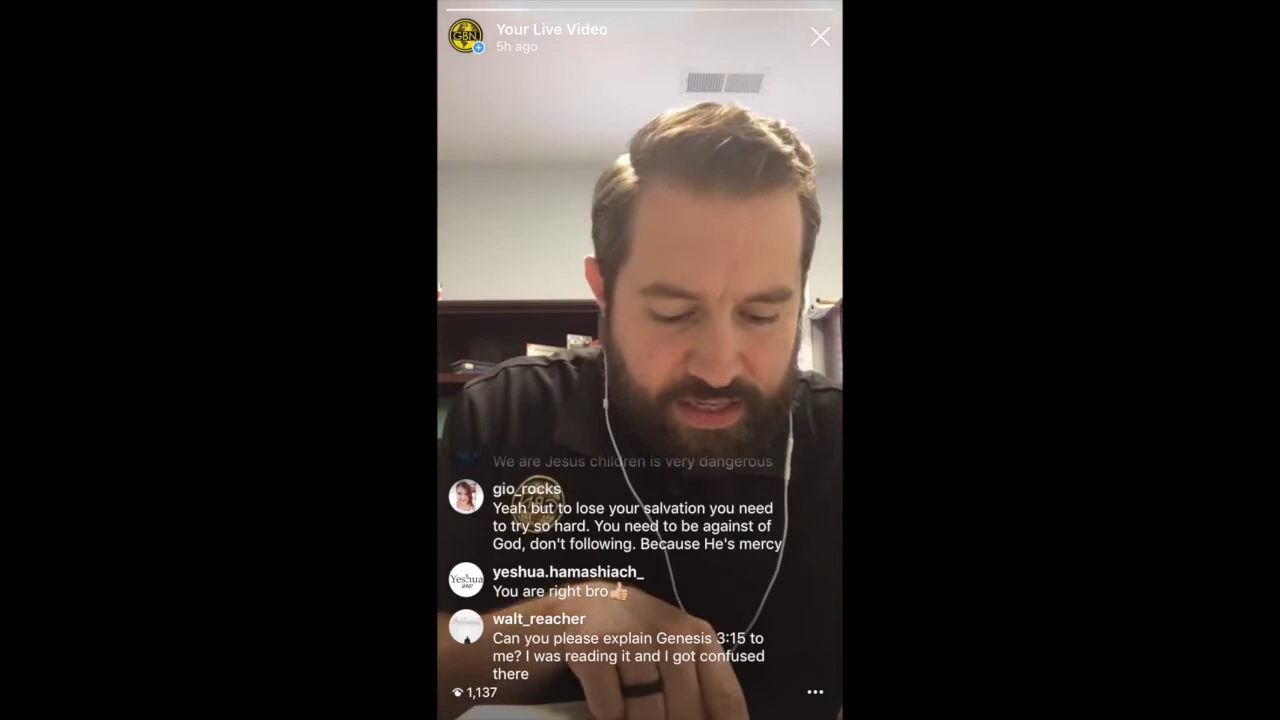 GBN
Your Live Video
5h ago
We are Jesus children is very dangerous
gio_rocks
Yeah but to lose your salvation you need
to try so hard. You need to be against of
God, don't following. Because He's mercy
Yeshua
yeshua.hamashiach_
You are right bro👍🏼
walt_reacher
Can you please explain Genesis 3:15 to
me? I was reading it and I got confused
there
1,137